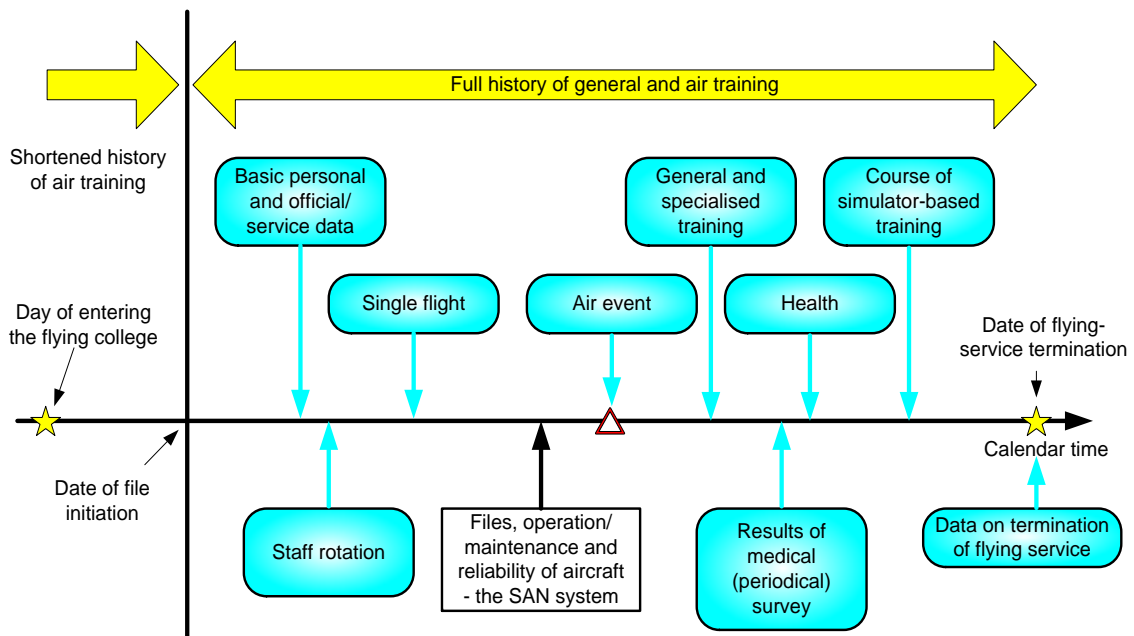 Full history of general and air training
Shortened history
of air training
Basic personal
and official/
service data
General and
specialised
training
Course of
simulator-based
training
Single flight
Air event
Health
Day of entering
the flying college
Date of flying-
service termination
Calendar time
Date of file
initiation
Staff rotation
Files, operation/
maintenance and
reliability of aircraft
- the SAN system
Results of
medical
(periodical)
survey
Data on termination
of flying service